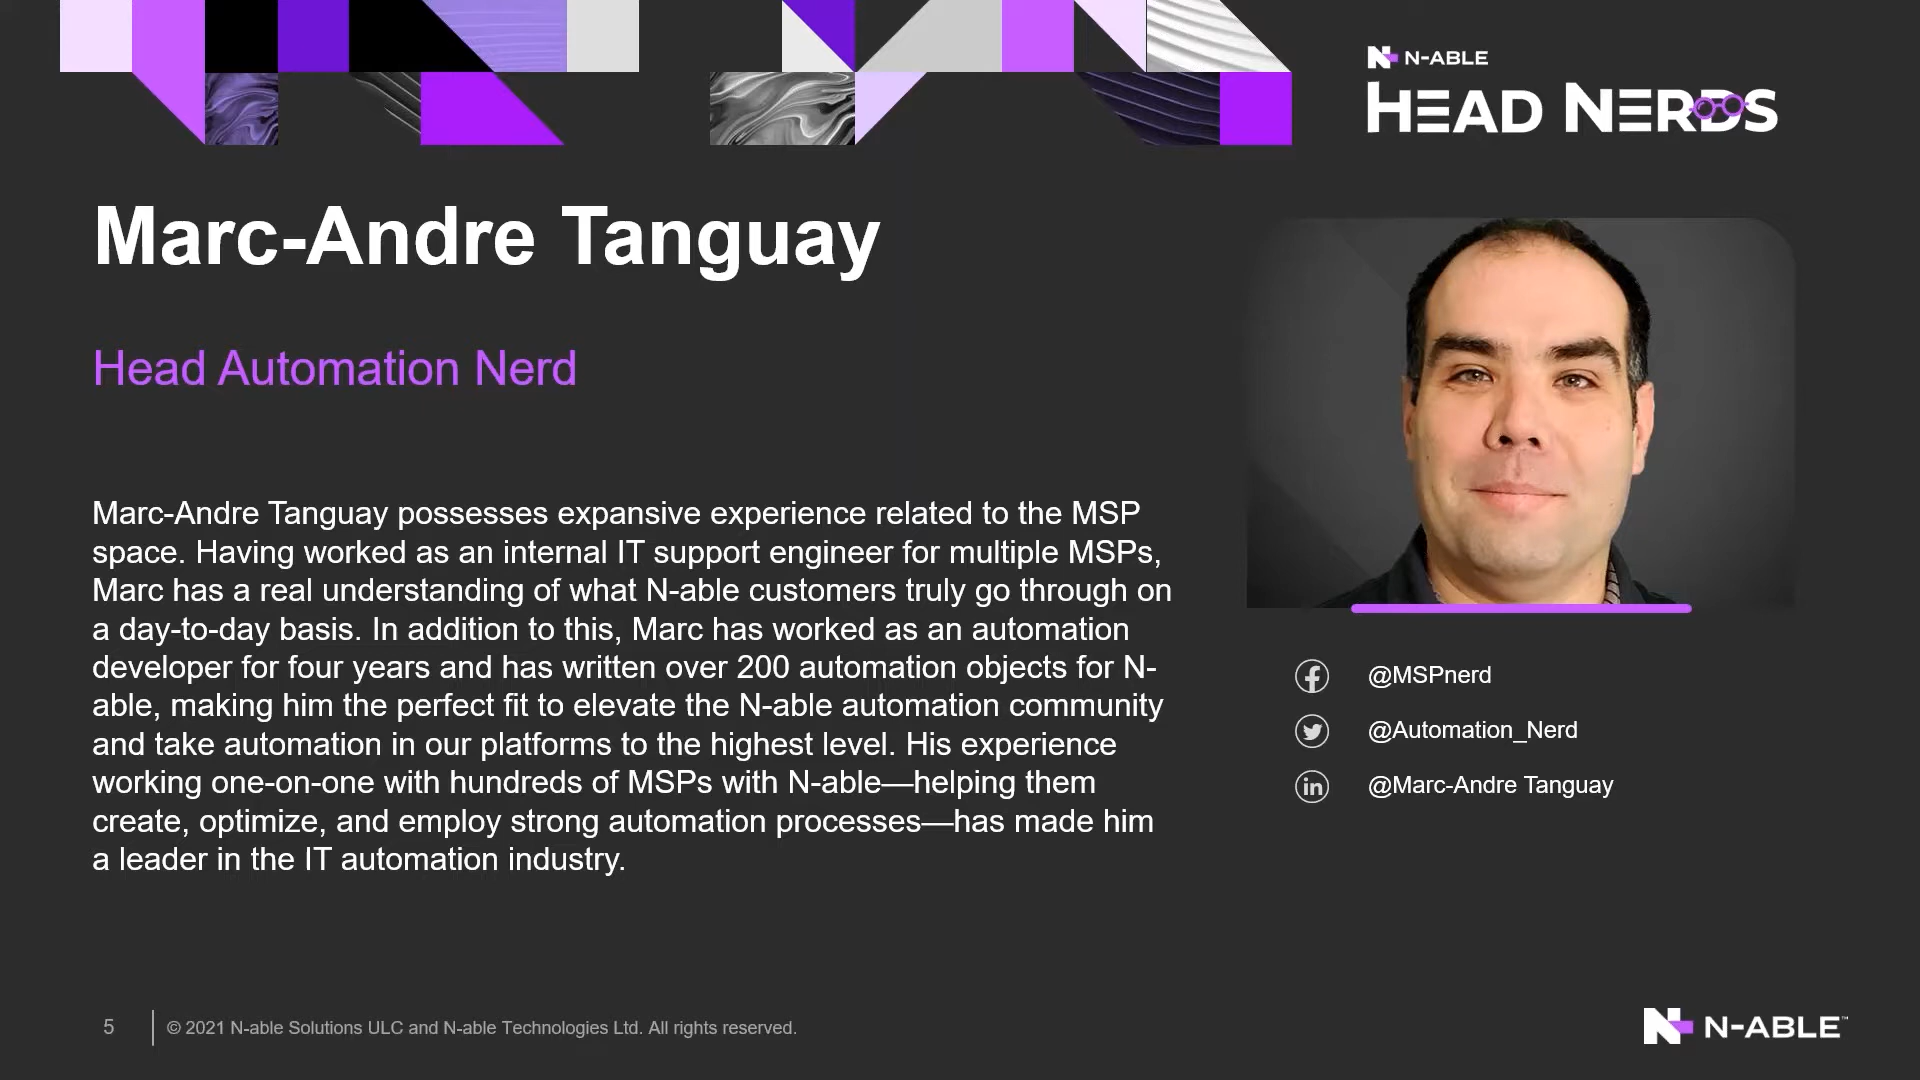 N-ABLE
HEAD NERDS
Marc-Andre Tanguay
Head Automation Nerd
Marc-Andre Tanguay possesses expansive experience related to the MSP
space. Having worked as an internal IT support engineer for multiple MSPs,
Marc has a real understanding of what N-able customers truly go through on
a day-to-day basis. In addition to this, Marc has worked as an automation
developer for four years and has written over 200 automation objects for N-
able, making him the perfect fit to elevate the N-able automation community
and take automation in our platforms to the highest level. His experience
working one-on-one with hundreds of MSPs with N-able—helping them
create, optimize, and employ strong automation processes—has made him
a leader in the IT automation industry.
@MSPnerd
@Automation_Nerd
@Marc-Andre Tanguay
5
© 2021 N-able Solutions ULC and N-able Technologies Ltd. All rights reserved.
N-ABLE™